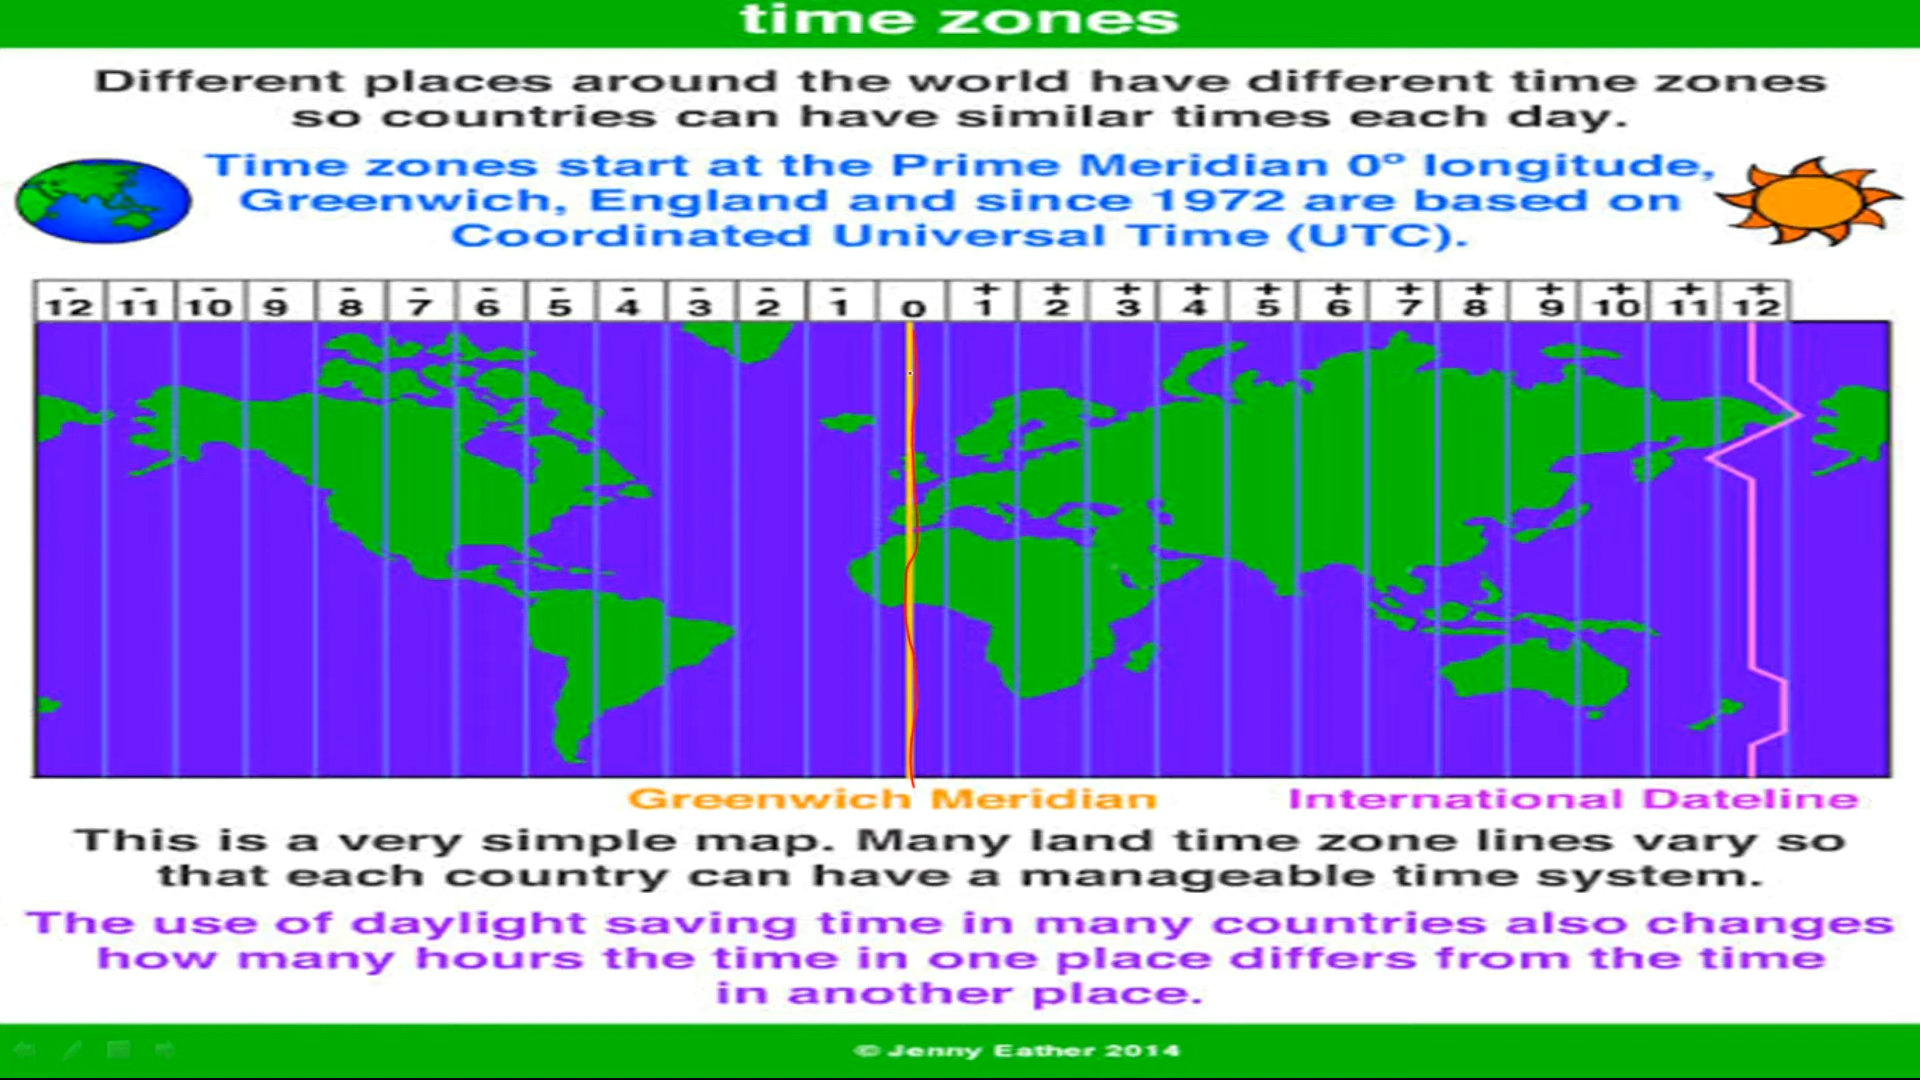 time zones
Different places around the world have different time zones
so countries can have similar times each day.
Time zones start at the Prime Meridian 0º longitude,
Greenwich, England and since 1972 are based on
Coordinated Universal Time (UTC).
-12 -11 -10 -9 -8 -7 -6 -5 -4 -3 -2 -1 0 +1 +2 +3 +4 +5 +6 +7 +8 +9 +10 +11 +12
Greenwich Meridian International Dateline
This is a very simple map. Many land time zone lines vary so
that each country can have a manageable time system.
The use of daylight saving time in many countries also changes
how many hours the time in one place differs from the time
in another place.
© Jenny Eather 2014